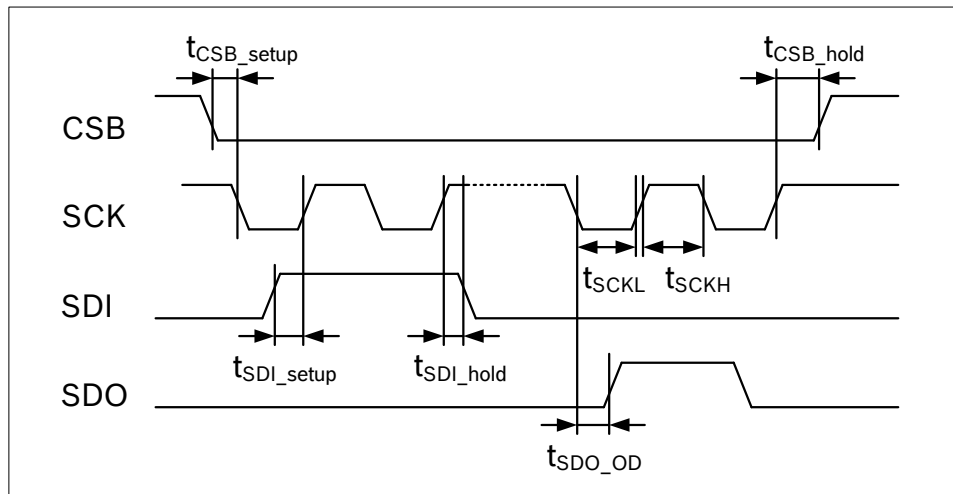 tCSB_setup
tCSB_hold
CSB
SCK
tSCKL
tSCKH
SDI
tSDI_setup
tSDI_hold
SDO
tSDO_OD